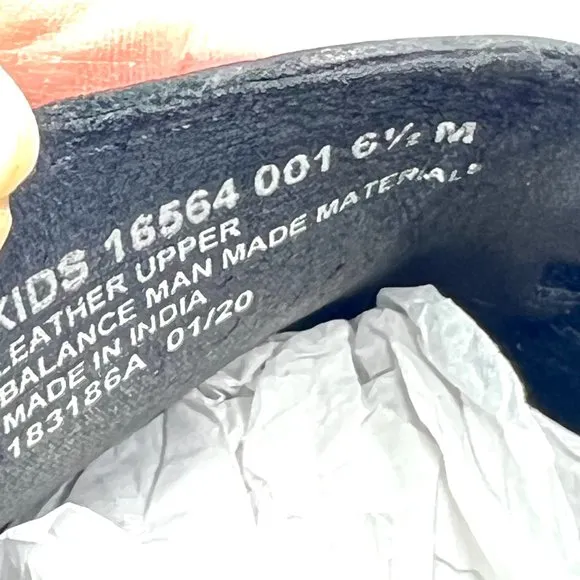 KIDS 16564 001 6½ M
LEATHER UPPER
BALANCE MAN MADE MATERIALS
MADE IN INDIA
183186A 01/20